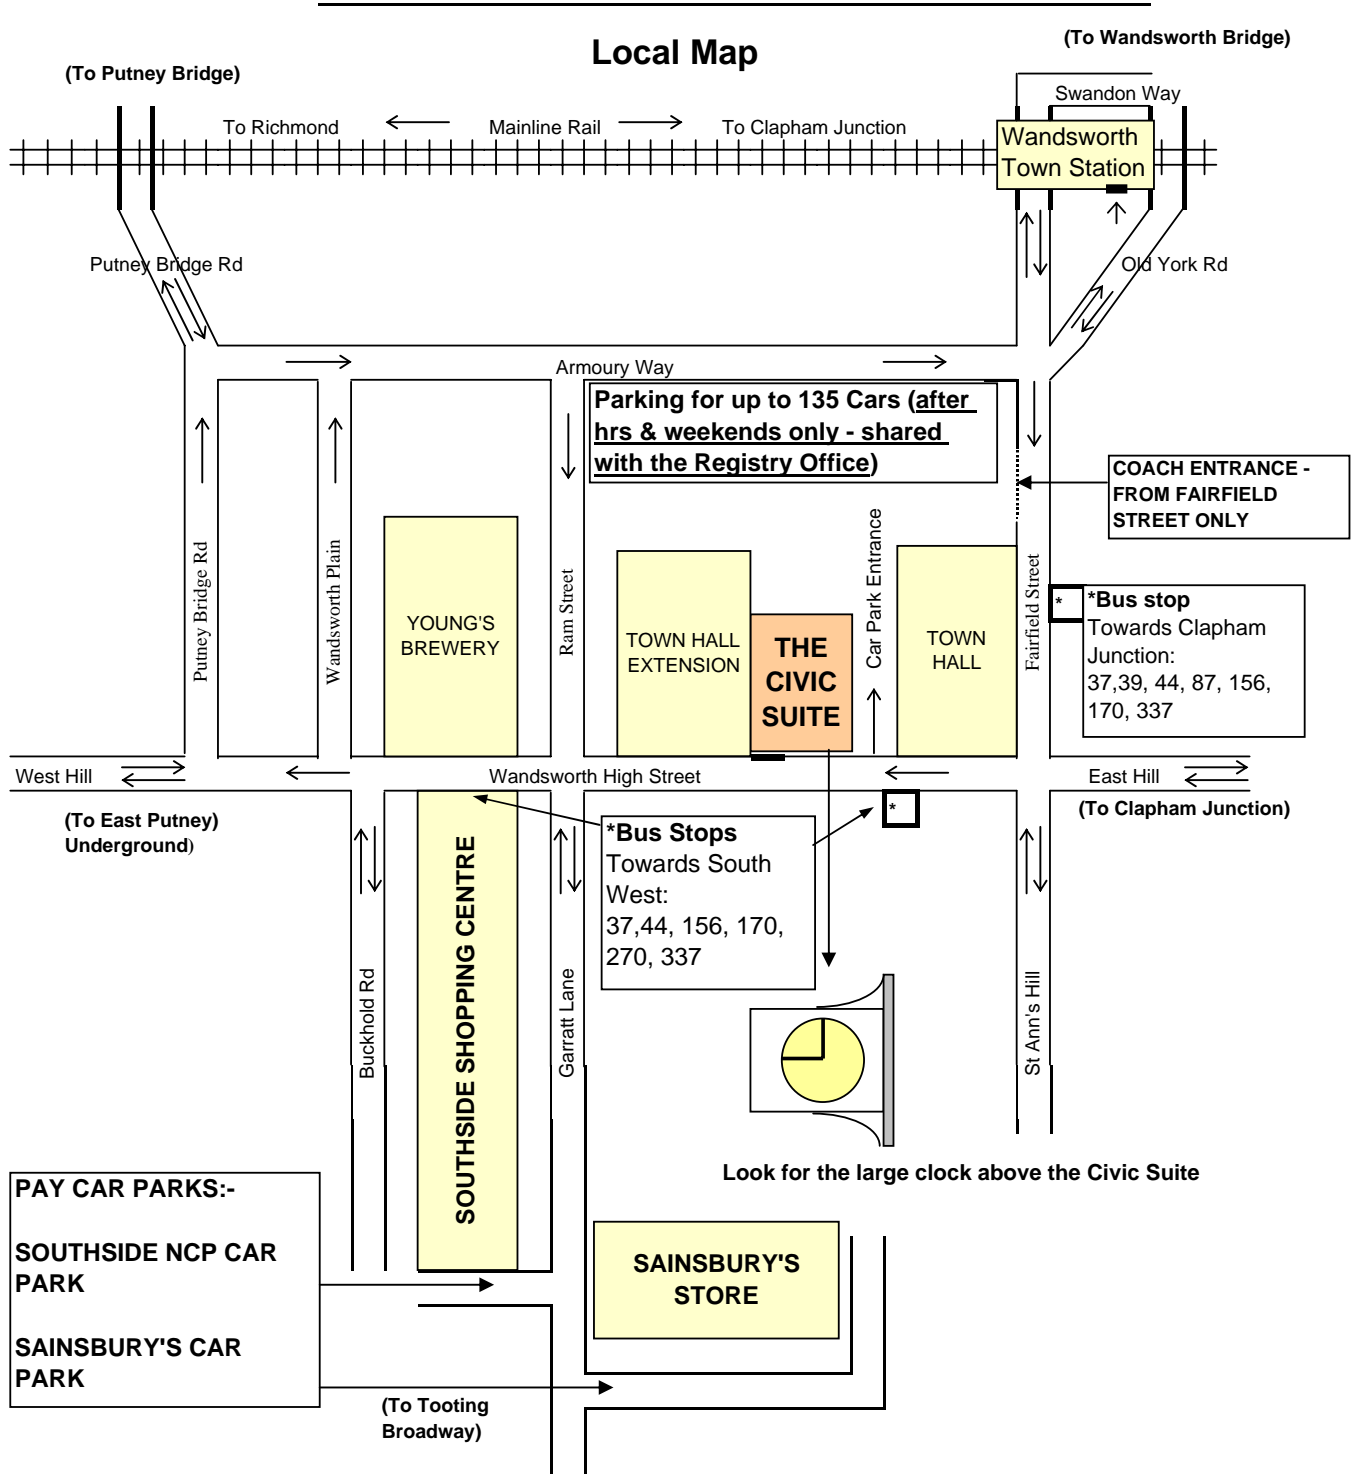 Local Map
(To Wandsworth Bridge)
(To Putney Bridge)
Swandon Way
To Richmond
Mainline Rail
To Clapham Junction
Wandsworth
Town Station
Putney Bridge Rd
Old York Rd
Armoury Way
Parking for up to 135 Cars (after
hrs & weekends only - shared
with the Registry Office)
COACH ENTRANCE -
FROM FAIRFIELD
STREET ONLY
Putney Bridge Rd
Wandsworth Plain
YOUNG'S
BREWERY
Ram Street
TOWN HALL
EXTENSION
THE
CIVIC
SUITE
Car Park Entrance
TOWN
HALL
Fairfield Street
*
*Bus stop
Towards Clapham
Junction:
37,39, 44, 87, 156,
170, 337
West Hill
Wandsworth High Street
East Hill
(To East Putney)
Underground)
(To Clapham Junction)
*
*Bus Stops
Towards South
West:
37,44, 156, 170,
270, 337
Buckhold Rd
SOUTHSIDE SHOPPING CENTRE
Garratt Lane
St Ann's Hill
Look for the large clock above the Civic Suite
PAY CAR PARKS:-
SOUTHSIDE NCP CAR
PARK
SAINSBURY'S CAR
PARK
SAINSBURY'S
STORE
(To Tooting
Broadway)